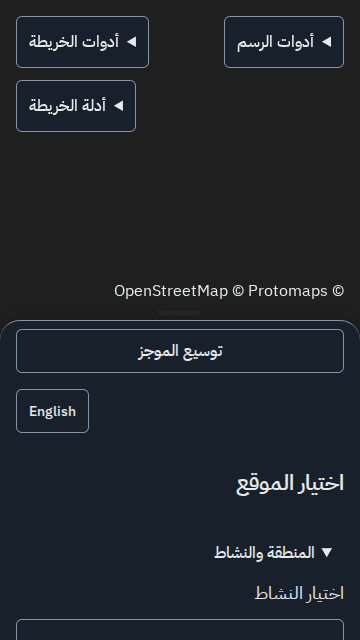 أدوات الرسم
أدوات الخريطة
أدلة الخريطة
OpenStreetMap © Protomaps ©
توسيع الموجز
English
اختيار الموقع
المنطقة والنشاط
اختيار النشاط